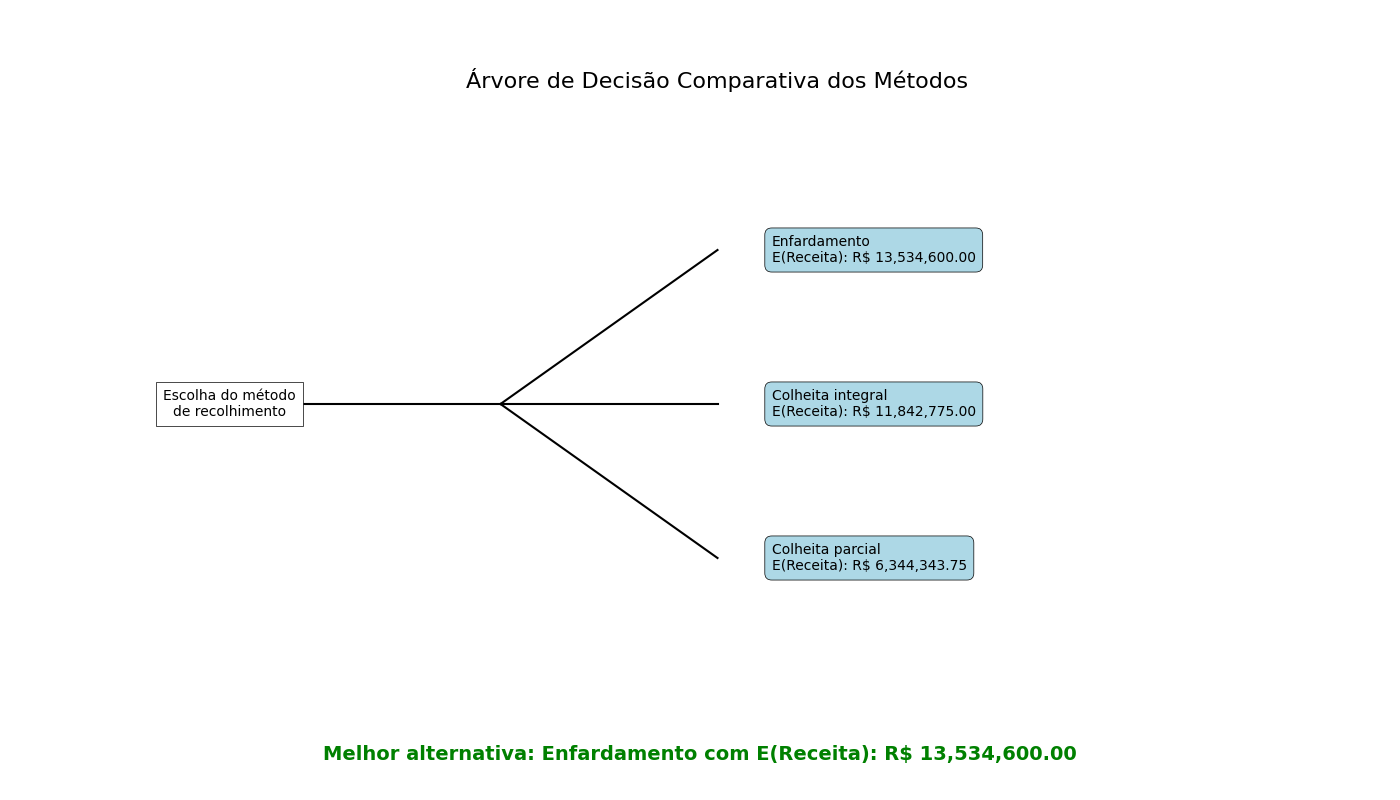 Árvore de Decisão Comparativa dos Métodos
Enfardamento
E(Receita): R$ 13,534,600.00
Escolha do método
de recolhimento
Colheita integral
E(Receita): R$ 11,842,775.00
Colheita parcial
E(Receita): R$ 6,344,343.75
Melhor alternativa: Enfardamento com E(Receita): R$ 13,534,600.00